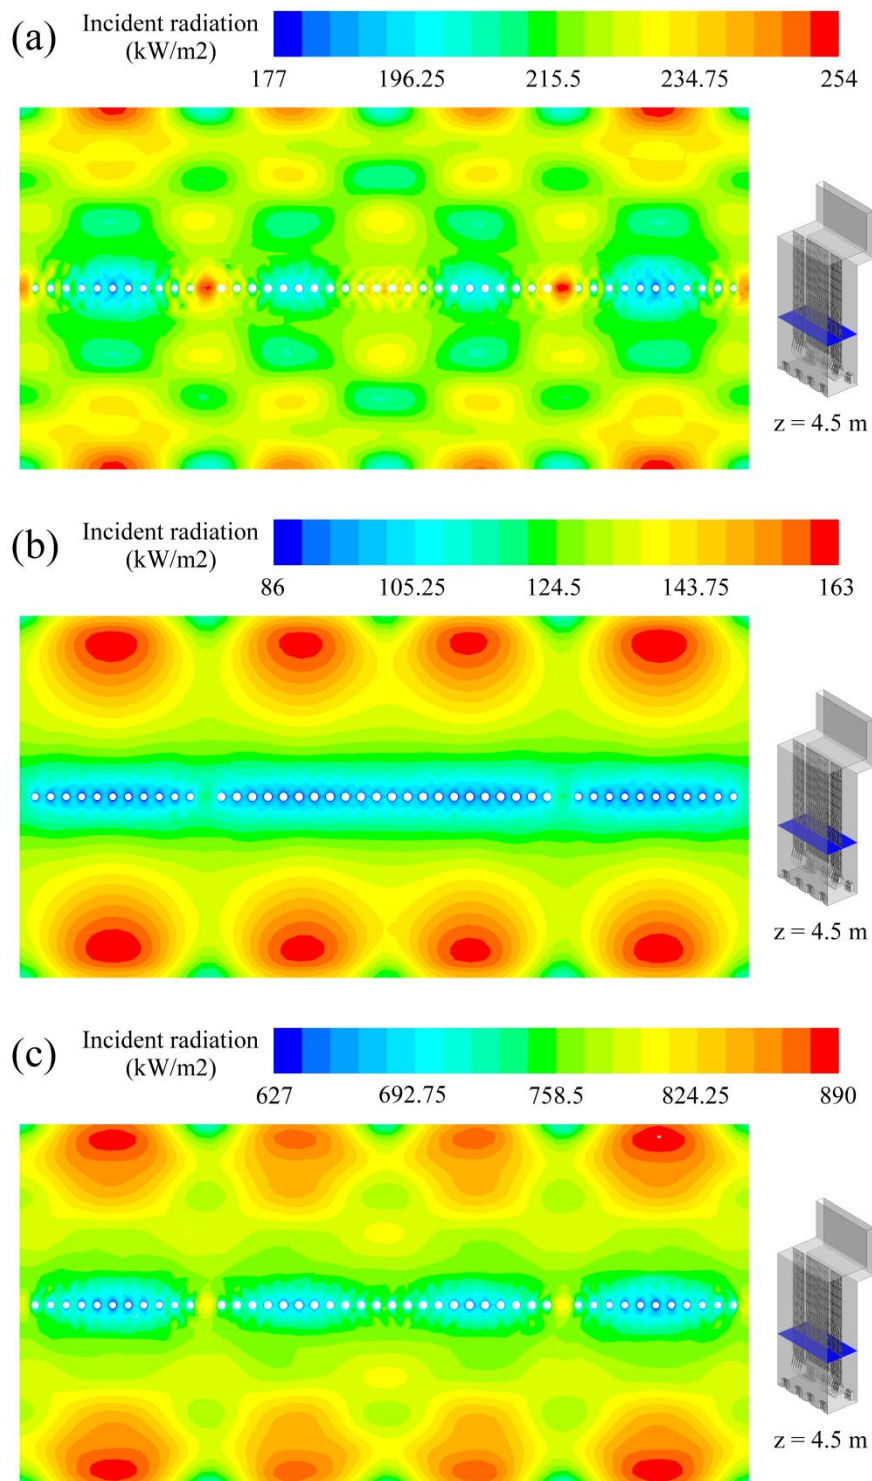 (a) Incident radiation
(kW/m2)
177 196.25 215.5 234.75 254
z = 4.5 m
(b) Incident radiation
(kW/m2)
86 105.25 124.5 143.75 163
z = 4.5 m
(c) Incident radiation
(kW/m2)
627 692.75 758.5 824.25 890
z = 4.5 m